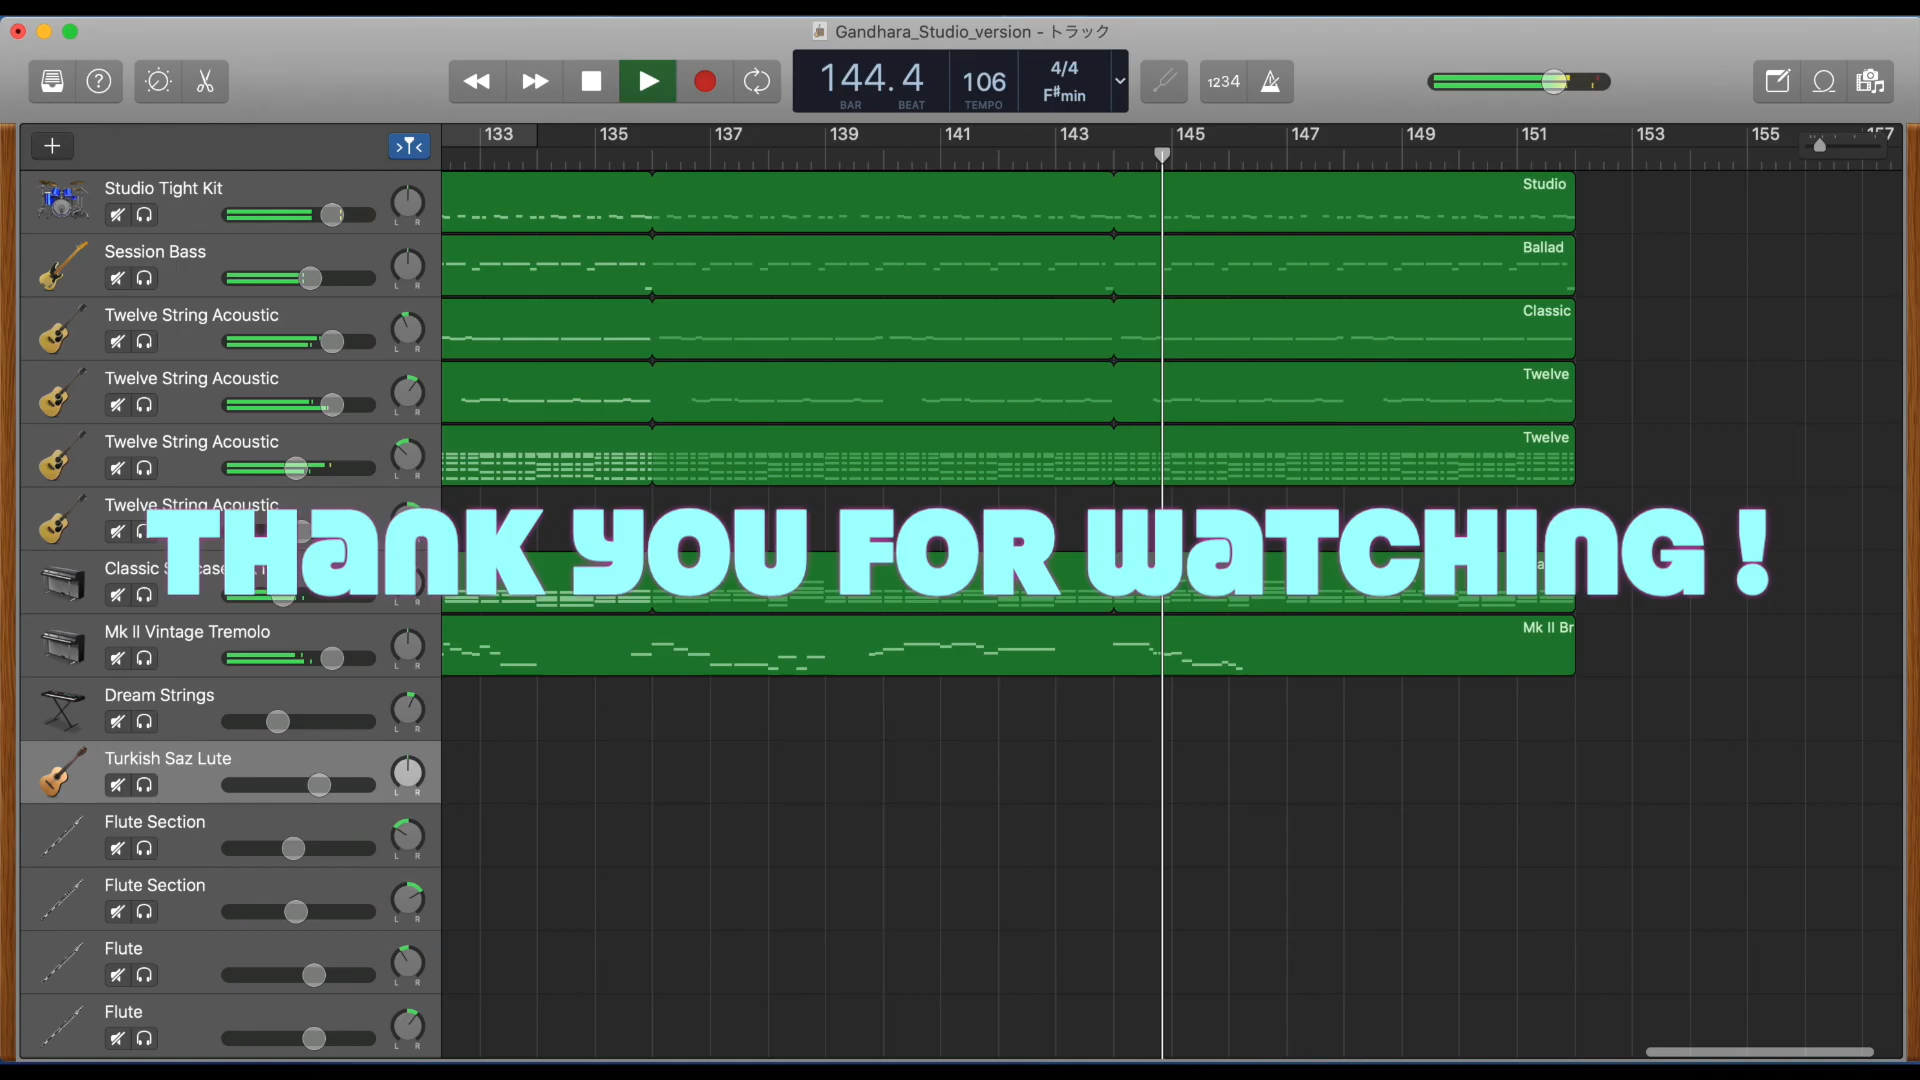 Gandhara_Studio_version - トラック
144.4
BAR BEAT
106
TEMPO
4/4
F#min
1234
133 135 137 139 141 143 145 147 149 151 153 155 157
Studio Tight Kit
Studio
Session Bass
Ballad
Twelve String Acoustic
Classic
Twelve String Acoustic
Twelve
Twelve String Acoustic
Twelve
Twelve String Acoustic
THANK YOU FOR WATCHING !
Classic
Mk II Vintage Tremolo
Mk II Br
Dream Strings
Turkish Saz Lute
Flute Section
Flute Section
Flute
Flute